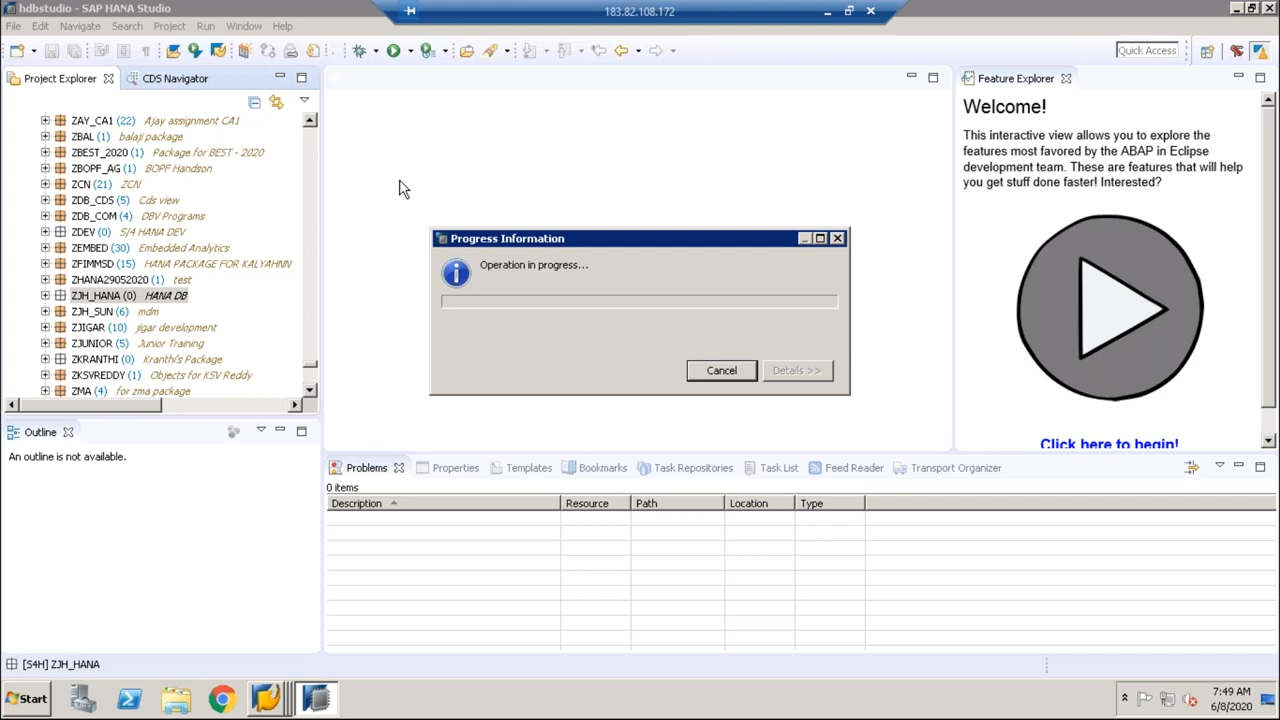 hdbstudio - SAP HANA Studio
183.82.108.172
File Edit Navigate Search Project Run Window Help
Quick Access
Project Explorer
CDS Navigator
ZAY_CA1 (22) Ajay assignment CA1
ZBAL (1) balaji package
ZBEST_2020 (1) Package for BEST - 2020
ZBOPF_AG (1) BOPF Handson
ZCN (21) ZCN
ZDB_CDS (5) Cds view
ZDB_COM (4) DBV Programs
ZDEV (0) S/4 HANA DEV
ZEMBED (30) Embedded Analytics
ZFIMMSD (15) HANA PACKAGE FOR KALYAHNN
ZHANA29052020 (1) test
ZJH_HANA (0) HANA DB
ZJH_SUN (6) mdm
ZJIGAR (10) jigar development
ZJUNIOR (5) Junior Training
ZKRANTHI (0) Kranthi's Package
ZKSVREDDY (1) Objects for KSV Reddy
ZMA (4) for zma package
Outline
An outline is not available.
Progress Information
Operation in progress...
Cancel
Details >>
Feature Explorer
Welcome!
This interactive view allows you to explore the
features most favored by the ABAP in Eclipse
development team. These are features that will help
you get stuff done faster! Interested?
Click here to begin!
Problems Properties Templates Bookmarks Task Repositories Task List Feed Reader Transport Organizer
0 items
Description Resource Path Location Type
[S4H] ZJH_HANA
Start
7:49 AM
6/8/2020